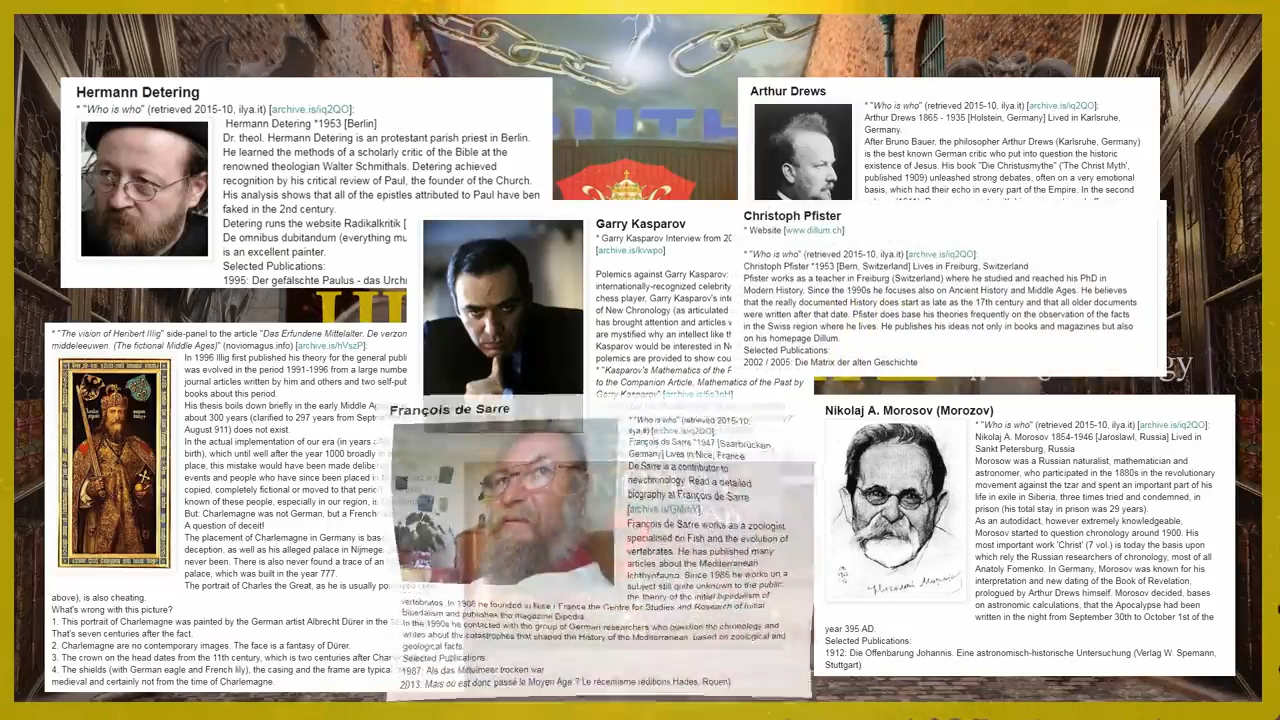 Hermann Detering
* "Who is who" (retrieved 2015-10, ilya.it) [archive.is/iq2QO]:
Hermann Detering *1953 [Berlin]
Dr. theol. Hermann Detering is an protestant parish priest in Berlin.
He learned the methods of a scholarly critic of the Bible at the
renowned theologian Walter Schmithals. Detering achieved
recognition by his critical review of Paul, the founder of the Church.
His analysis shows that all of the epistles attributed to Paul have ben
faked in the 2nd century.
Detering runs the website Radikalkritik [
De omnibus dubitandum (everything mu
is an excellent painter.
Selected Publications:
1995: Der gefälschte Paulus - das Urchri
Arthur Drews
* "Who is who" (retrieved 2015-10, ilya.it) [archive.is/iq2QO]:
Arthur Drews 1865 - 1935 [Holstein, Germany] Lived in Karlsruhe,
Germany.
After Bruno Bauer, the philosopher Arthur Drews (Karlsruhe, Germany)
is the best known German critic who put into question the historic
existence of Jesus. His book "Die Christusmythe" ('The Christ Myth',
published 1909) unleashed strong debates, often on a very emotional
basis, which had their echo in every part of the Empire. In the second
Garry Kasparov
* Garry Kasparov Interview from 20
[archive.is/kvwpo]
Polemics against Garry Kasparov:
internationally-recognized celebrity
chess player, Garry Kasparov's inte
of New Chronology (as articulated
has brought attention and articles v
are mystified why an intellect like th
Kasparov would be interested in Ne
polemics are provided to show cou
* "Kasparov's Mathematics of the P
to the Companion Article, Mathematics of the Past by
Garry Kasparov"
Christoph Pfister
* Website [www.dillum.ch]
* "Who is who" (retrieved 2015-10, ilya.it) [archive.is/iq2QO]:
Christoph Pfister *1953 [Bern, Switzerland] Lives in Freiburg, Switzerland
Pfister works as a teacher in Freiburg (Switzerland) where he studied and reached his PhD in
Modern History. Since the 1990s he focuses also on Ancient History and Middle Ages. He believes
that the really documented History does start as late as the 17th century and that all older documents
were written after that date. Pfister does base his theories frequently on the observation of the facts
in the Swiss region where he lives. He publishes his ideas not only in books and magazines but also
on his homepage Dillum.
Selected Publications:
2002 / 2005: Die Matrix der alten Geschichte
* "The vision of Heribert Illig" side-panel to the article "Das Erfundene Mittelalter, De verzon
middeleeuwen. (The fictional Middle Ages)" (noviomagus.info) [archive.is/hVszP]:
In 1996 Illig first published his theory for the general publi
was evolved in the period 1991-1996 from a large numbe
journal articles written by him and others and two self-put
books about this period.
His thesis boils down briefly in the early Middle Ag
about 300 years (clarified to 297 years from Sept
August 911) does not exist.
In the actual implementation of our era (in years a
birth), which until well after the year 1000 broadly in
place, this mistake would have been made delibe
events and people who have since been placed in
copied, completely fictional or moved to that period
known of these people, especially in our region, is
But: Charlemagne was not German, but a French
A question of deceit!
The placement of Charlemagne in Germany is base
deception, as well as his alleged palace in Nijmege.
never been. There is also never found a trace of an
palace, which was built in the year 777.
The portrait of Charles the Great, as he is usually
above), is also cheating.
What's wrong with this picture?
1. This portrait of Charlemagne was painted by the German artist Albrecht Dürer in the
That's seven centuries after the fact.
2. Charlemagne are no contemporary images. The face is a fantasy of Dürer.
3. The crown on the head dates from the 11th century, which is two centuries after Char
4. The shields (with German eagle and French lily), the casing and the frame are typical
medieval and certainly not from the time of Charlemagne.
François de Sarre
* "Who is who" (retrieved 2015-10,
ilya.it) [archive.is/iq2QO]:
François de Sarre *1947 [Saarbrücken,
Germany] Lives in Nice, France
De Sarre is a contributor to
newchronology. Read a detailed
biography at François de Sarre
François de Sarre works as a zoologist
specialised on Fish and the evolution of
vertebrates. He has published many
articles about the Mediterranean
Ichthyofauna. Since 1985 he works on a
subject still quite unknown to the public:
the theory of the initial bipedalism of
vertebrates. In 1988 he founded in Nice / France the Centre for Studies and Research of Initial
Bipedalism and publishes the magazine Bipedia.
In the 1990s he contacted with the group of German researchers who question the chronology and
writes about the catastrophes that shaped the History of the Mediterranean based on zoological and
geological facts.
Selected Publications:
1987: Als das Mittelmeer trocken war
2013: Mais où est donc passé le Moyen Age ? Le récentisme (éditions Hades, Rouen)
Nikolaj A. Morosov (Morozov)
* "Who is who" (retrieved 2015-10, ilya.it) [archive.is/iq2QO]:
Nikolaj A. Morosov 1854-1946 [Jaroslawl, Russia] Lived in
Sankt Petersburg, Russia
Morosow was a Russian naturalist, mathematician and
astronomer, who participated in the 1880s in the revolutionary
movement against the tzar and spent an important part of his
life in exile in Siberia, three times tried and condemned, in
prison (his total stay in prison was 29 years).
As an autodidact, however extremely knowledgeable,
Morosov started to question chronology around 1900. His
most important work 'Christ' (7 vol.) is today the basis upon
which rely the Russian researchers of chronology, most of all
Anatoly Fomenko. In Germany, Morosov was known for his
interpretation and new dating of the Book of Revelation,
prologued by Arthur Drews himself. Morosov decided, bases
on astronomical calculations, that the Apocalypse had been
written in the night from September 30th to October 1st of the
year 395 AD.
Selected Publications:
1912: Die Offenbarung Johannis. Eine astronomisch-historische Untersuchung (Verlag W. Spemann,
Stuttgart)